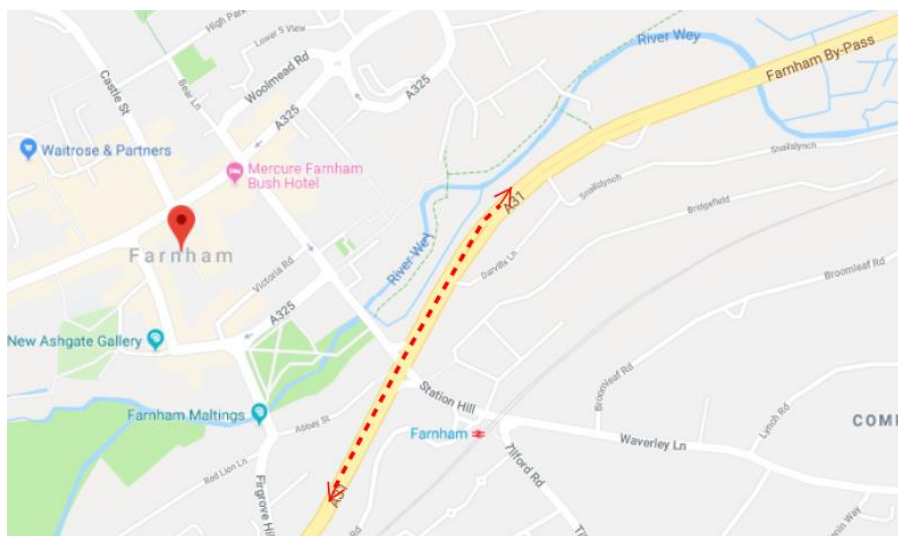 High Park
Lower S View
River Wey
Farnham By-Pass
Castle St
Bear Ln
Woolmead Rd
A325
A325
Waitrose & Partners
Mercure Farnham
Bush Hotel
Snailslynch
Snailslynch
A31
Bridgefield
Farnham
River Wey
Victoria Rd
Darvills Ln
Broomleaf Rd
A325
New Ashgate Gallery
Station Hill
Broomleaf Rd
Lynch Rd
Farnham Maltings
Abbey St
Farnham
Waverley Ln
COMP
Red Lion Ln
Firgrove Hill
Tilford Rd
A31
Way